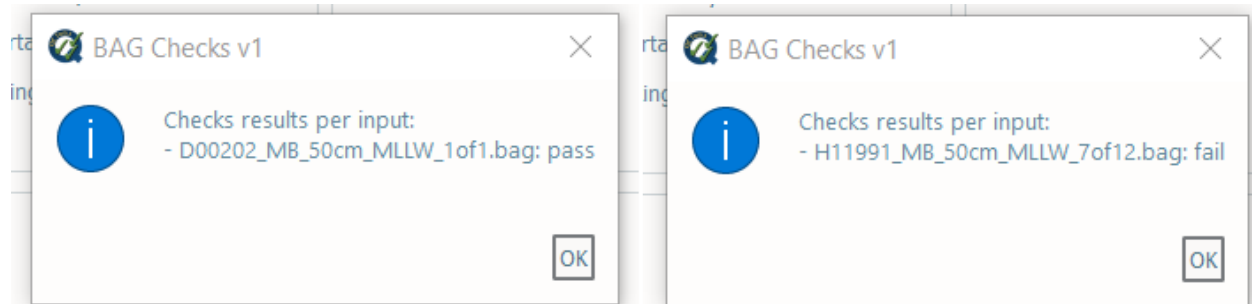 BAG Checks v1
Checks results per input:
- D00202_MB_50cm_MLLW_1of1.bag: pass
OK
BAG Checks v1
Checks results per input:
- H11991_MB_50cm_MLLW_7of12.bag: fail
OK